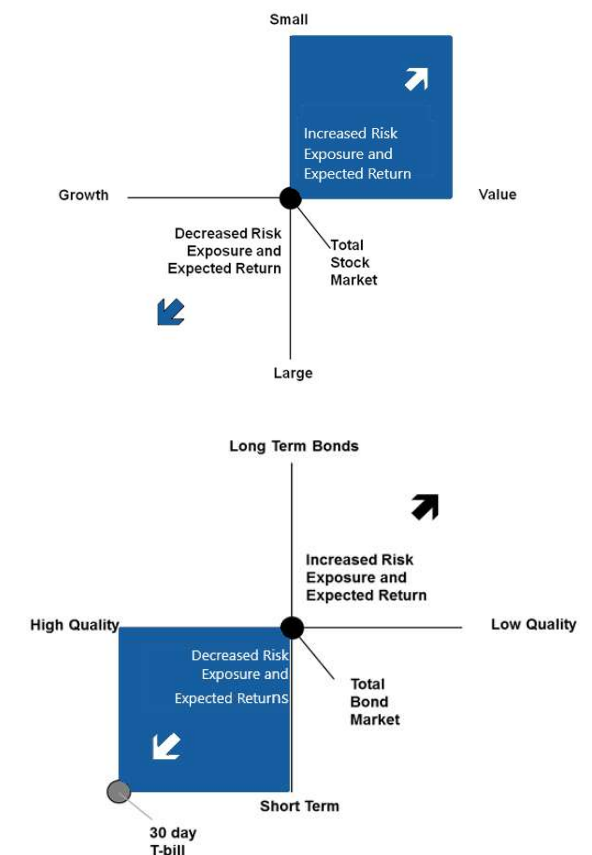 Small
Increased Risk
Exposure and
Expected Return
Growth
Value
Decreased Risk
Exposure and
Expected Return
Total
Stock
Market
Large
Long Term Bonds
Increased Risk
Exposure and
Expected Return
High Quality
Low Quality
Decreased Risk
Exposure and
Expected Returns
Total
Bond
Market
Short Term
30 day
T-bill